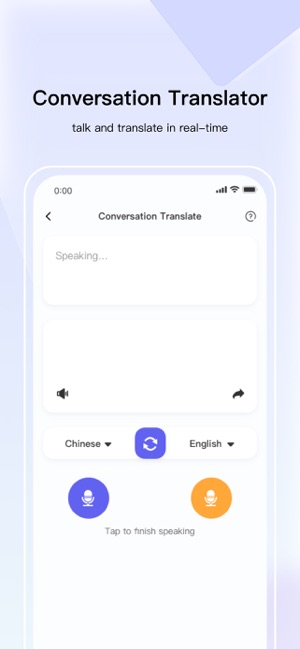 Conversation Translator
talk and translate in real-time
0:00
Conversation Translate
Speaking...
Chinese
English
Tap to finish speaking